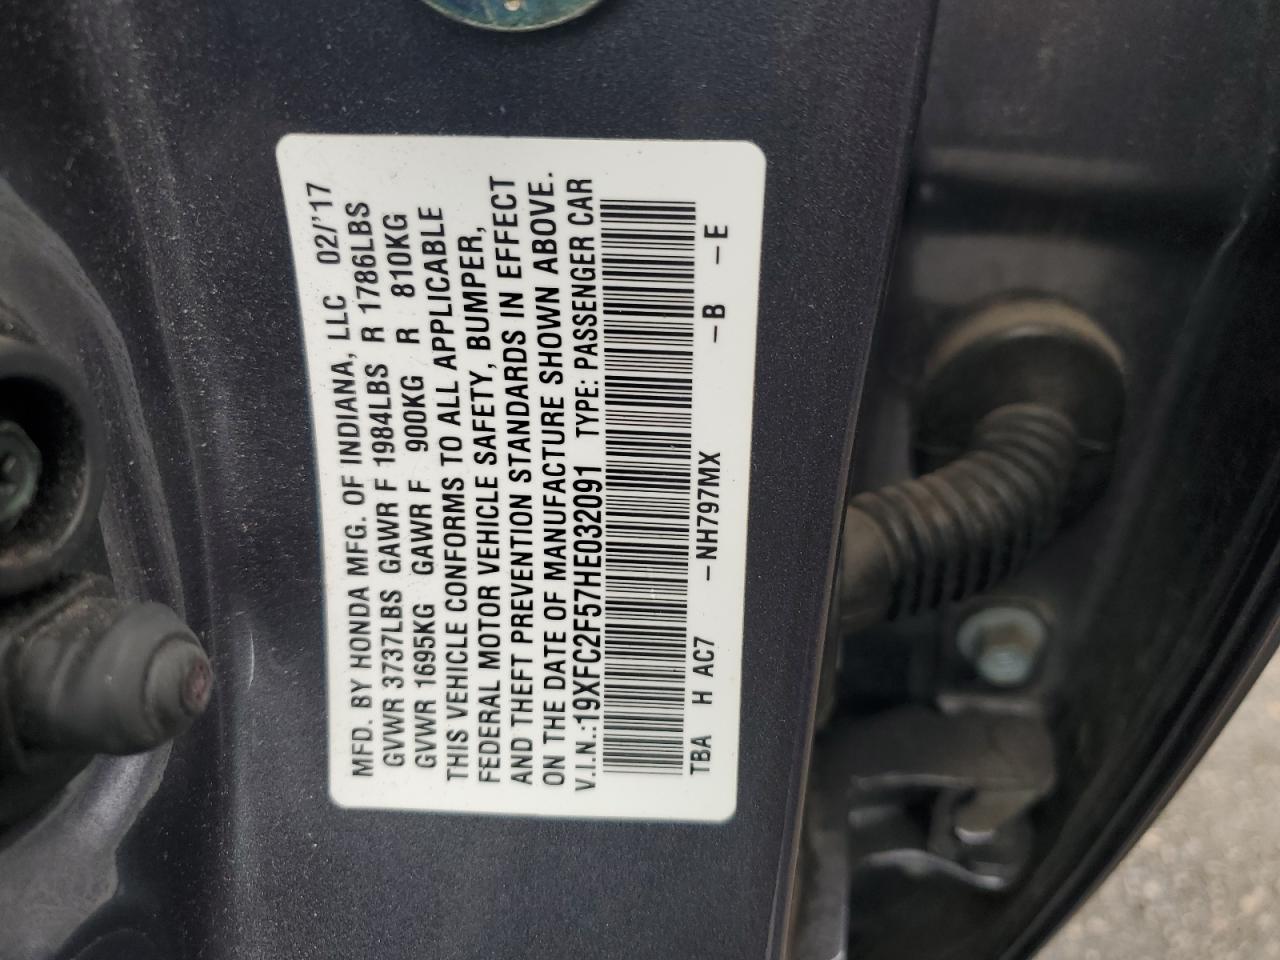 MFD. BY HONDA MFG. OF INDIANA, LLC 02/'17
GVWR 3737LBS GAWR F 1984LBS R 1786LBS
GVWR 1695KG GAWR F 900KG R 810KG
THIS VEHICLE CONFORMS TO ALL APPLICABLE
FEDERAL MOTOR VEHICLE SAFETY, BUMPER,
AND THEFT PREVENTION STANDARDS IN EFFECT
ON THE DATE OF MANUFACTURE SHOWN ABOVE.
V.I.N.:19XFC2F57HE032091 TYPE: PASSENGER CAR
TBA H AC7 -NH797MX -B -E